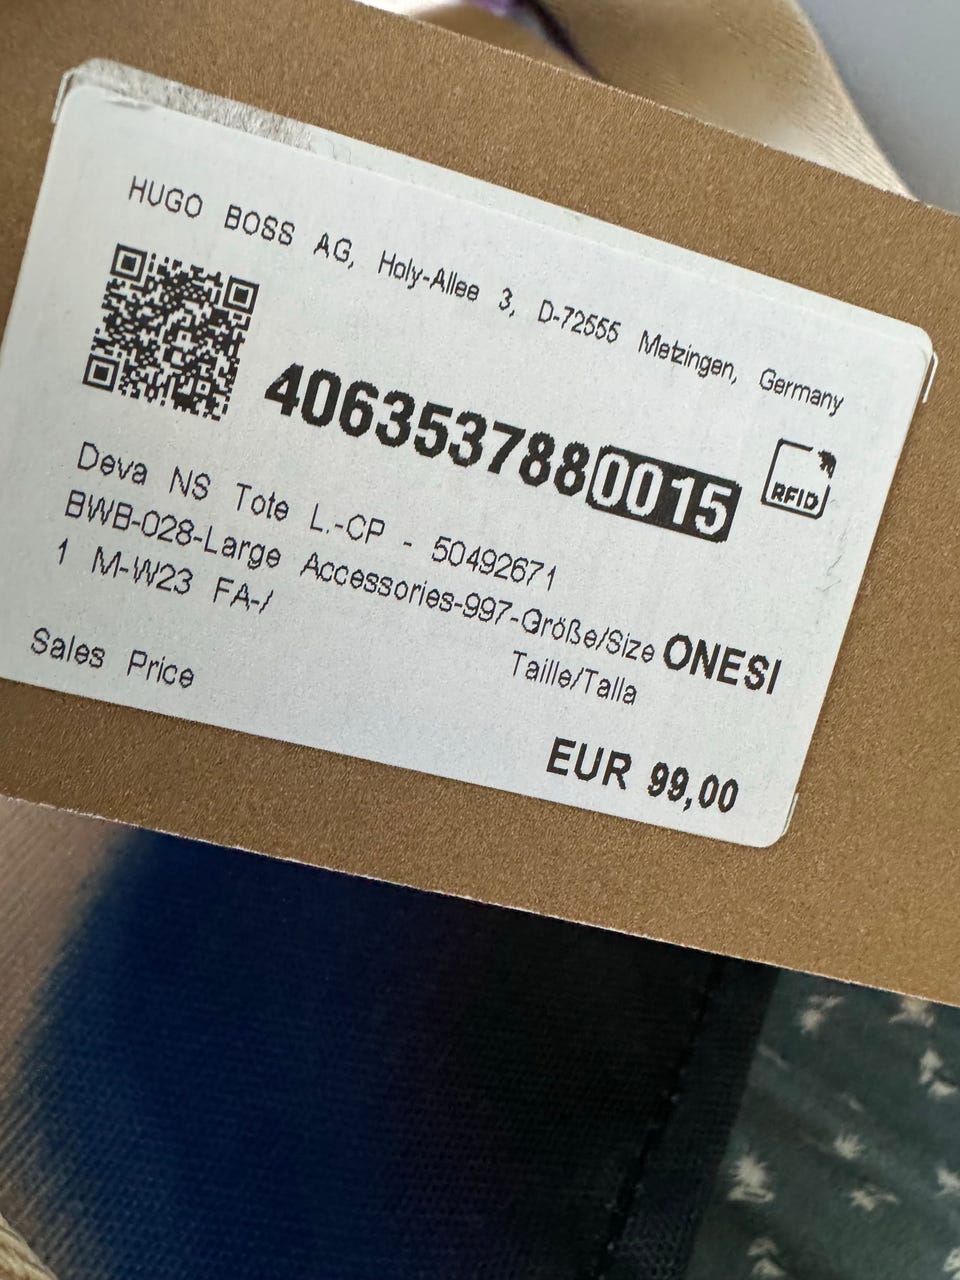 HUGO BOSS AG, Holy-Allee 3, D-72555 Metzingen, Germany
4063537880015
RFID
Deva NS Tote L.-CP - 50492671
BWB-028-Large Accessories-997-Größe/Size ONESI
1 M-W23 FA-/
Taille/Talla
Sales Price
EUR 99,00